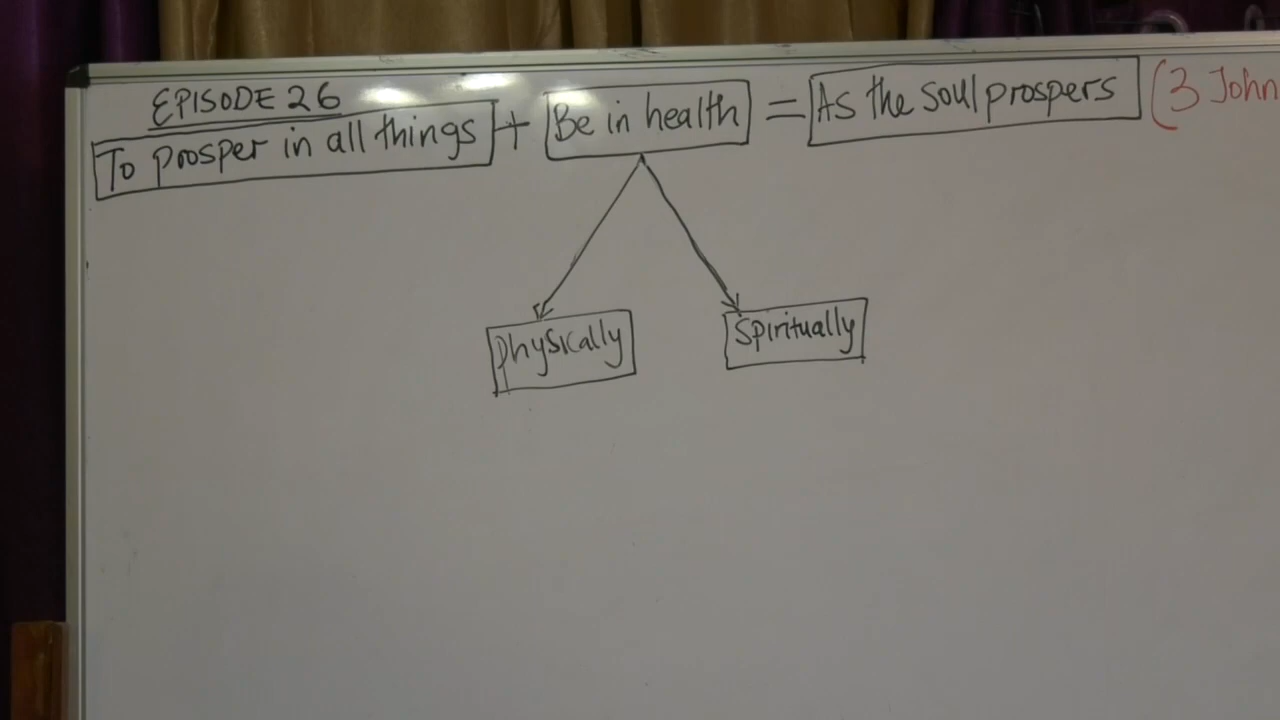 EPISODE 26
To prosper in all things + Be in health = As the soul prospers (3 John
Physically Spiritually